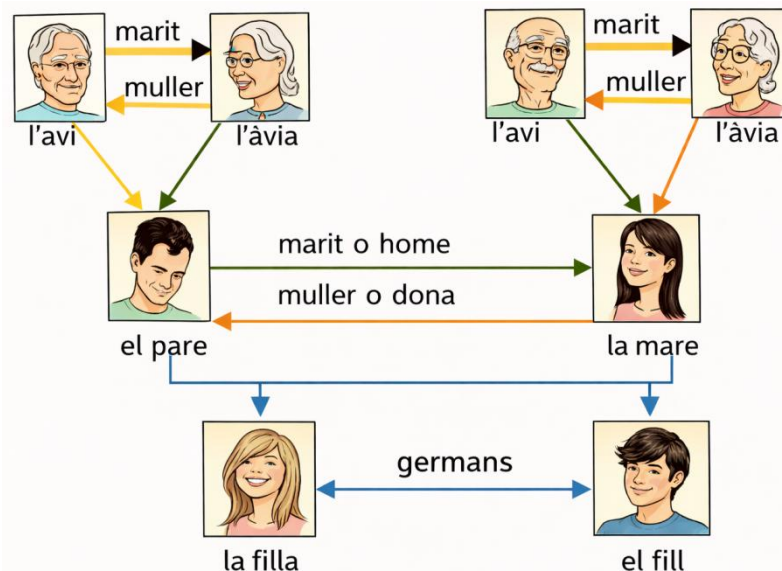 marit
muller
l'avi
l'àvia
marit
muller
l'avi
l'àvia
marit o home
muller o dona
el pare
la mare
germans
la filla
el fill